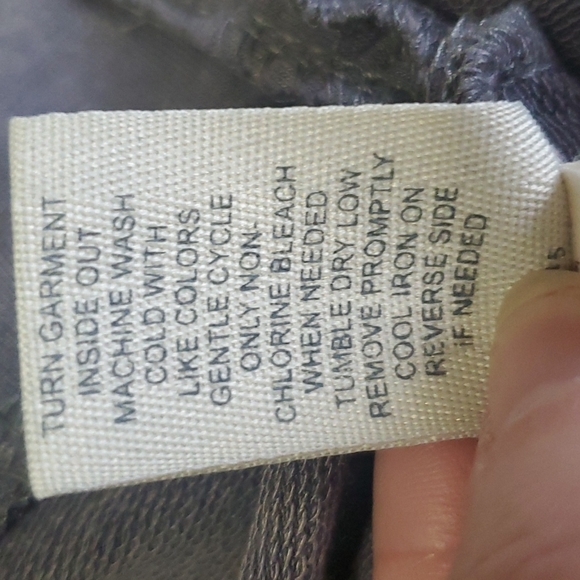 TURN GARMENT
INSIDE OUT
MACHINE WASH
COLD WITH
LIKE COLORS
GENTLE CYCLE
ONLY NON-
CHLORINE BLEACH
WHEN NEEDED
TUMBLE DRY LOW
REMOVE PROMPTLY
COOL IRON ON
REVERSE SIDE
IF NEEDED